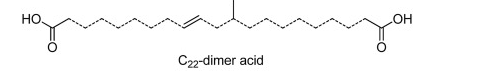 HO
OH
O
O
C₂₂-dimer acid